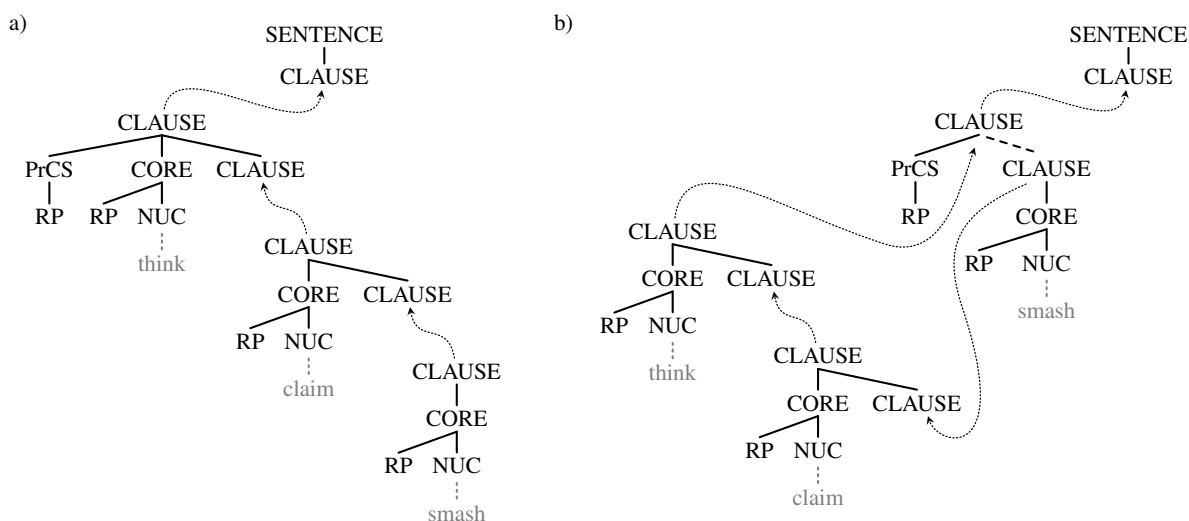 a)
SENTENCE
CLAUSE
CLAUSE
PrCS CORE CLAUSE
RP RP NUC
think
CLAUSE
CORE CLAUSE
RP NUC
claim
CLAUSE
CORE
RP NUC
smash
b)
SENTENCE
CLAUSE
CLAUSE
PrCS CLAUSE
RP CORE
RP NUC
smash
CLAUSE
CORE CLAUSE
RP NUC
think
CLAUSE
CORE CLAUSE
RP NUC
claim